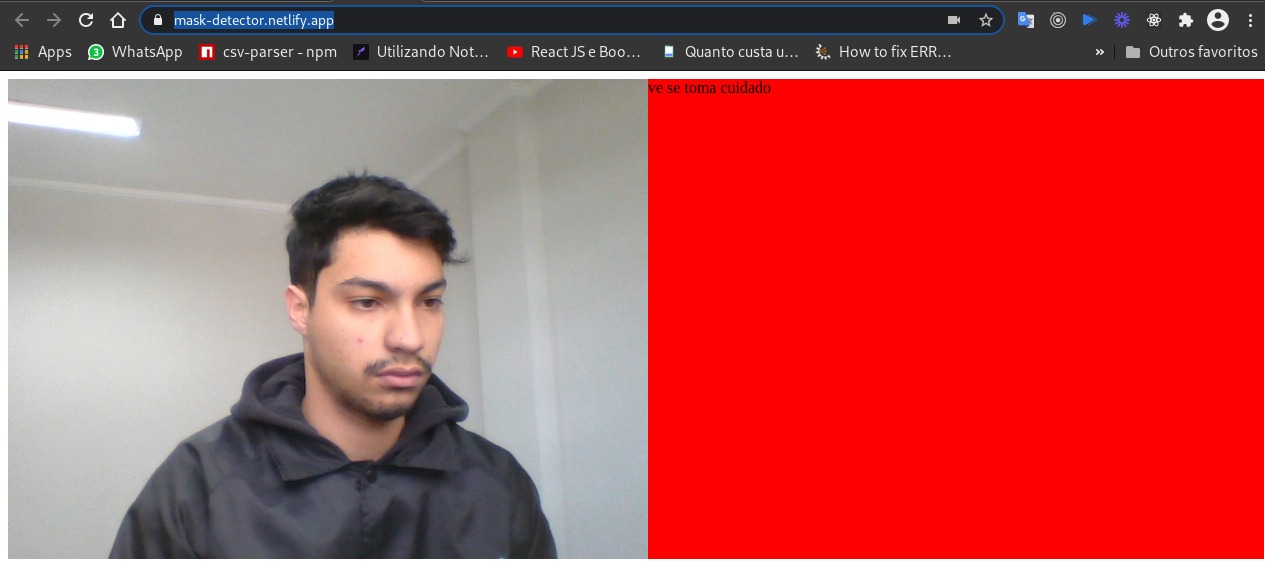 mask-detector.netlify.app
Apps
WhatsApp
csv-parser - npm
Utilizando Not…
React JS e Boo…
Quanto custa u…
How to fix ERR…
»
Outros favoritos
ve se toma cuidado